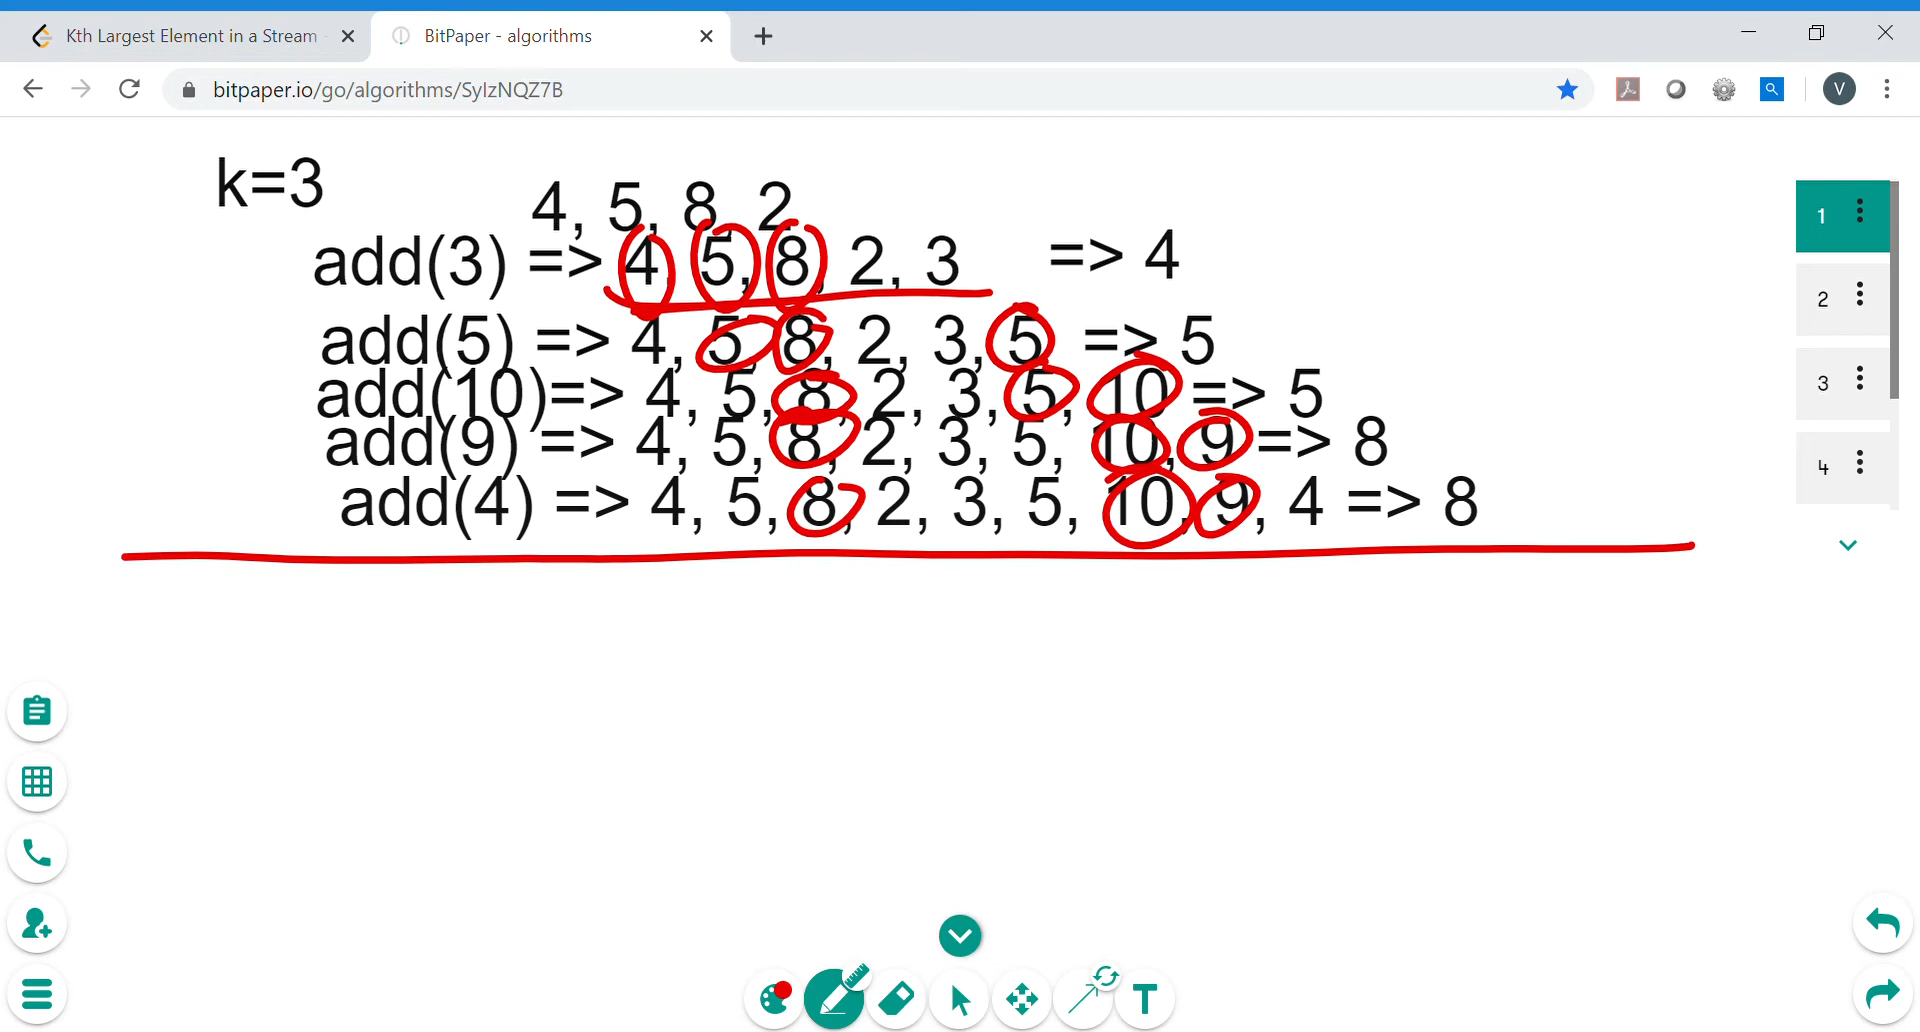 Kth Largest Element in a Stream
BitPaper - algorithms
bitpaper.io/go/algorithms/SyIzNQZ7B
V
k=3
4, 5, 8, 2
add(3) => 4, 5, 8, 2, 3 => 4
add(5) => 4, 5, 8, 2, 3, 5 => 5
add(10)=> 4, 5, 8, 2, 3, 5, 10 => 5
add(9) => 4, 5, 8, 2, 3, 5, 10, 9 => 8
add(4) => 4, 5, 8, 2, 3, 5, 10, 9, 4 => 8
1
2
3
4
T